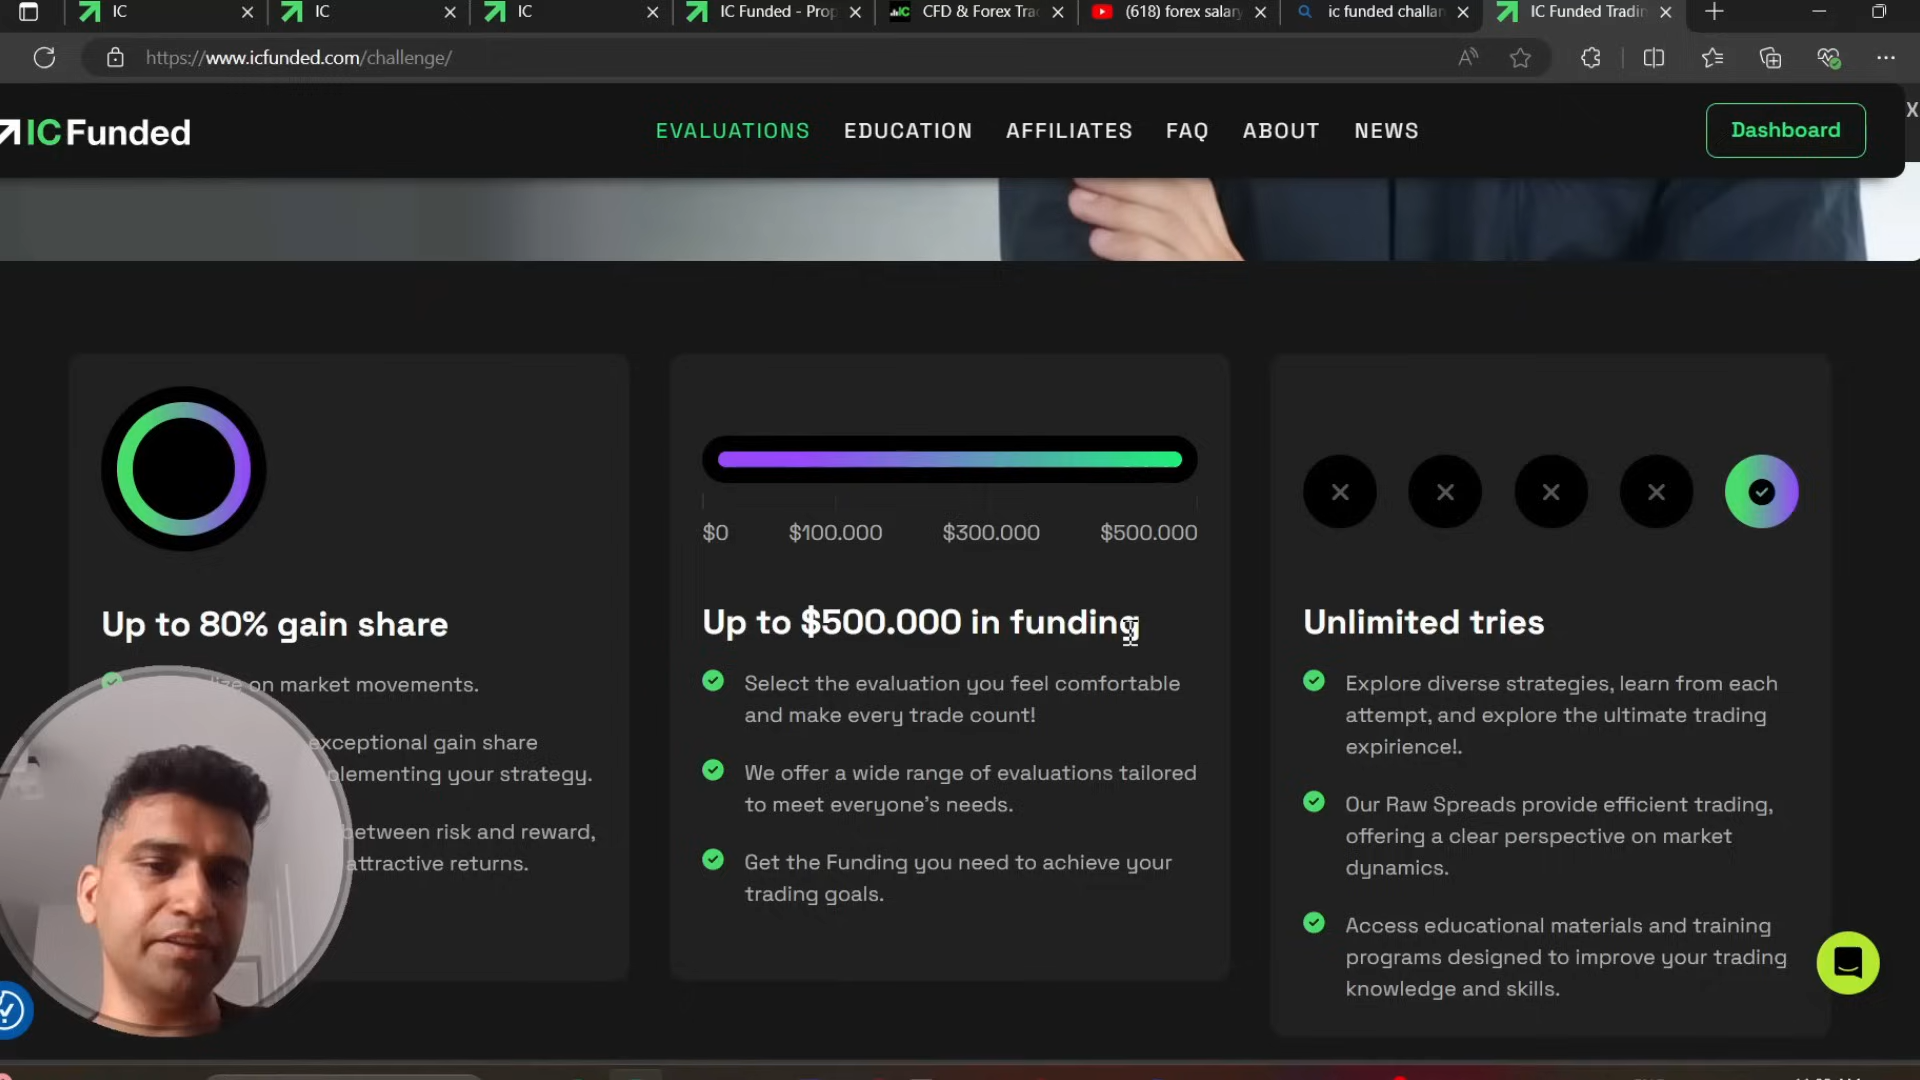 IC
IC
IC
IC Funded - Prop
CFD & Forex Tra
(618) forex salary
ic funded challan
IC Funded Tradin
https://www.icfunded.com/challenge/
IC Funded
EVALUATIONS
EDUCATION
AFFILIATES
FAQ
ABOUT
NEWS
Dashboard
X
$0
$100.000
$300.000
$500.000
Up to 80% gain share
on market movements.
exceptional gain share
plementing your strategy.
between risk and reward,
attractive returns.
Up to $500.000 in funding
Select the evaluation you feel comfortable
and make every trade count!
We offer a wide range of evaluations tailored
to meet everyone's needs.
Get the Funding you need to achieve your
trading goals.
Unlimited tries
Explore diverse strategies, learn from each
attempt, and explore the ultimate trading
expirience!.
Our Raw Spreads provide efficient trading,
offering a clear perspective on market
dynamics.
Access educational materials and training
programs designed to improve your trading
knowledge and skills.